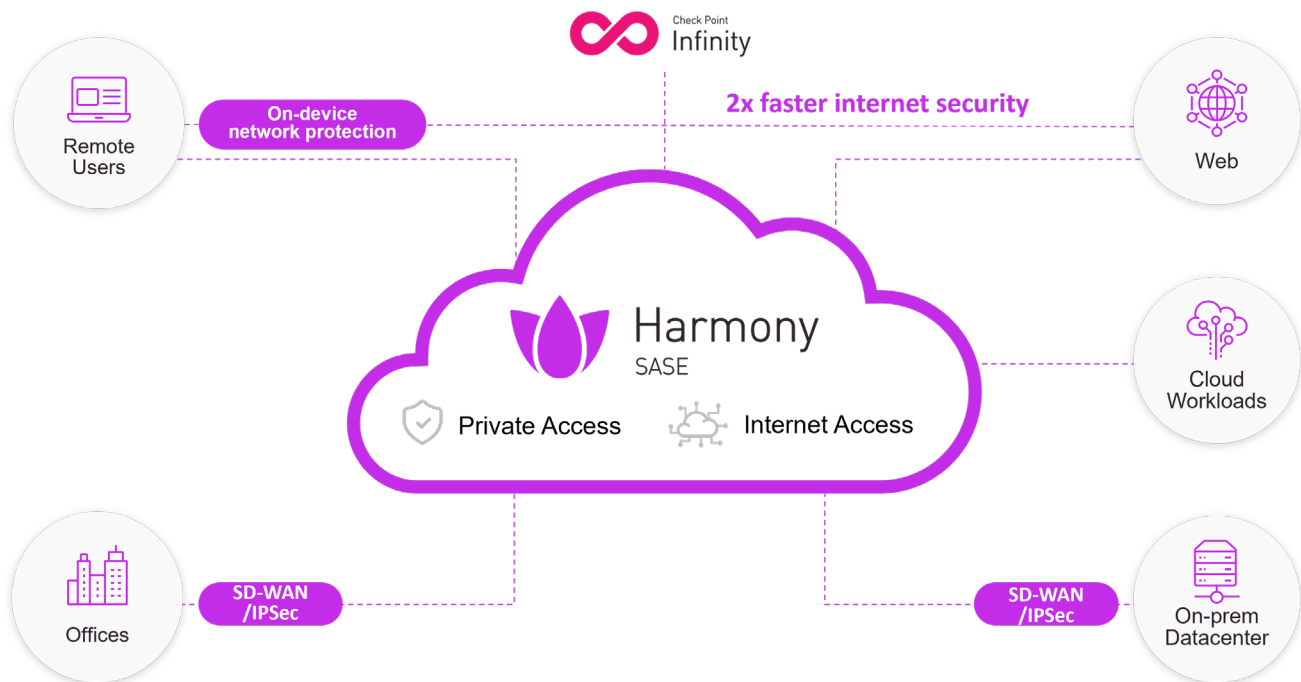 Check Point
Infinity
Remote
Users
On-device
network protection
2x faster internet security
Web
Harmony
SASE
Private Access
Internet Access
Cloud
Workloads
Offices
SD-WAN
/IPSec
SD-WAN
/IPSec
On-prem
Datacenter